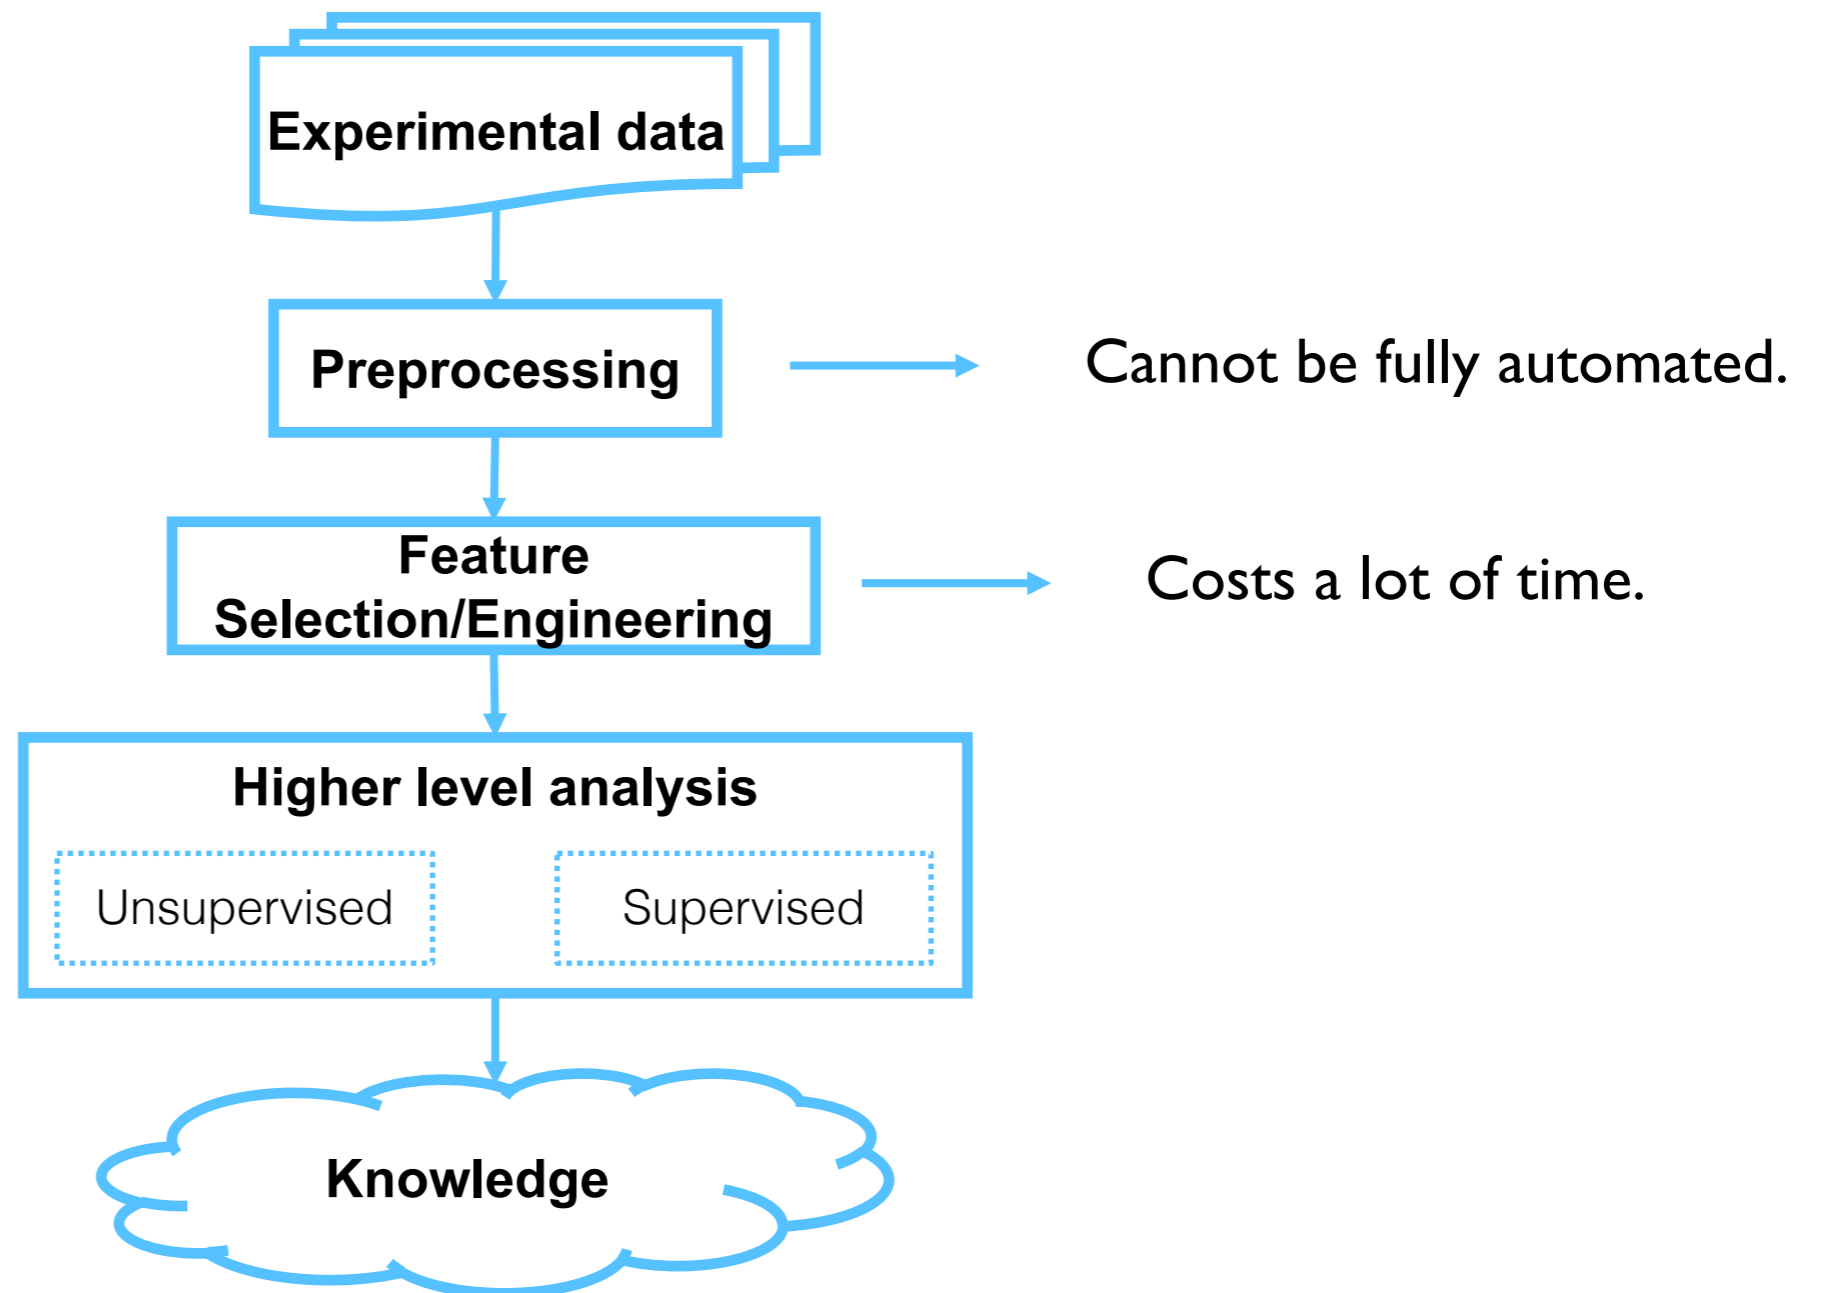 Experimental data
Preprocessing
Cannot be fully automated.
Feature
Selection/Engineering
Costs a lot of time.
Higher level analysis
Unsupervised
Supervised
Knowledge